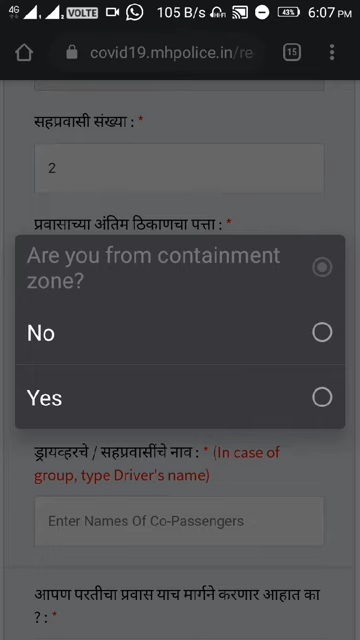 4G VOLTE 105 B/s 43% 6:07 PM
covid19.mhpolice.in/re 15
सहप्रवासी संख्या : *
2
प्रवासाच्या अंतिम ठिकाणचा पत्ता : *
Are you from containment
zone?
No
Yes
ड्रायव्हरचे / सहप्रवासींचे नाव : * (In case of
group, type Driver's name)
Enter Names Of Co-Passengers
आपण परतीचा प्रवास याच मार्गाने करणार आहात का
? : *